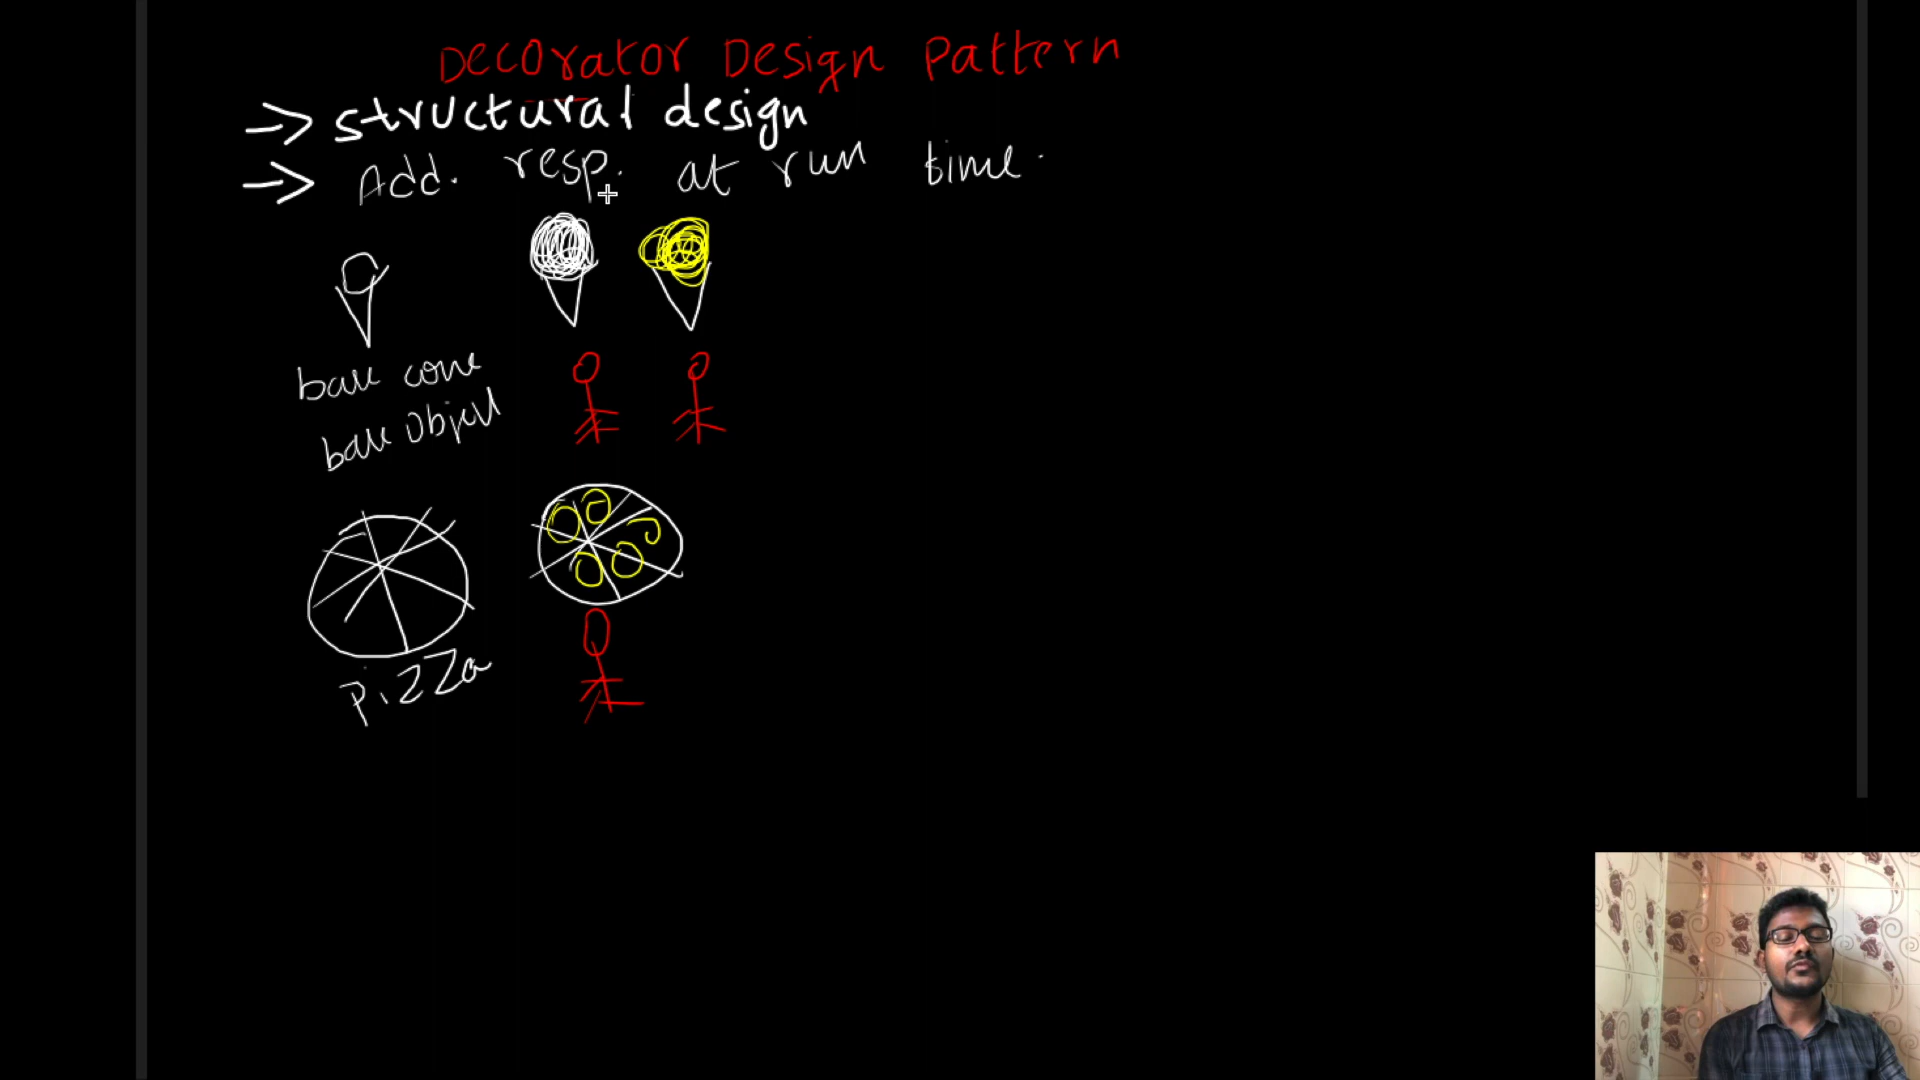 Decorator Design Pattern
=> structural design
=> Add. resp. at run time.
base cone
base object
Pizza